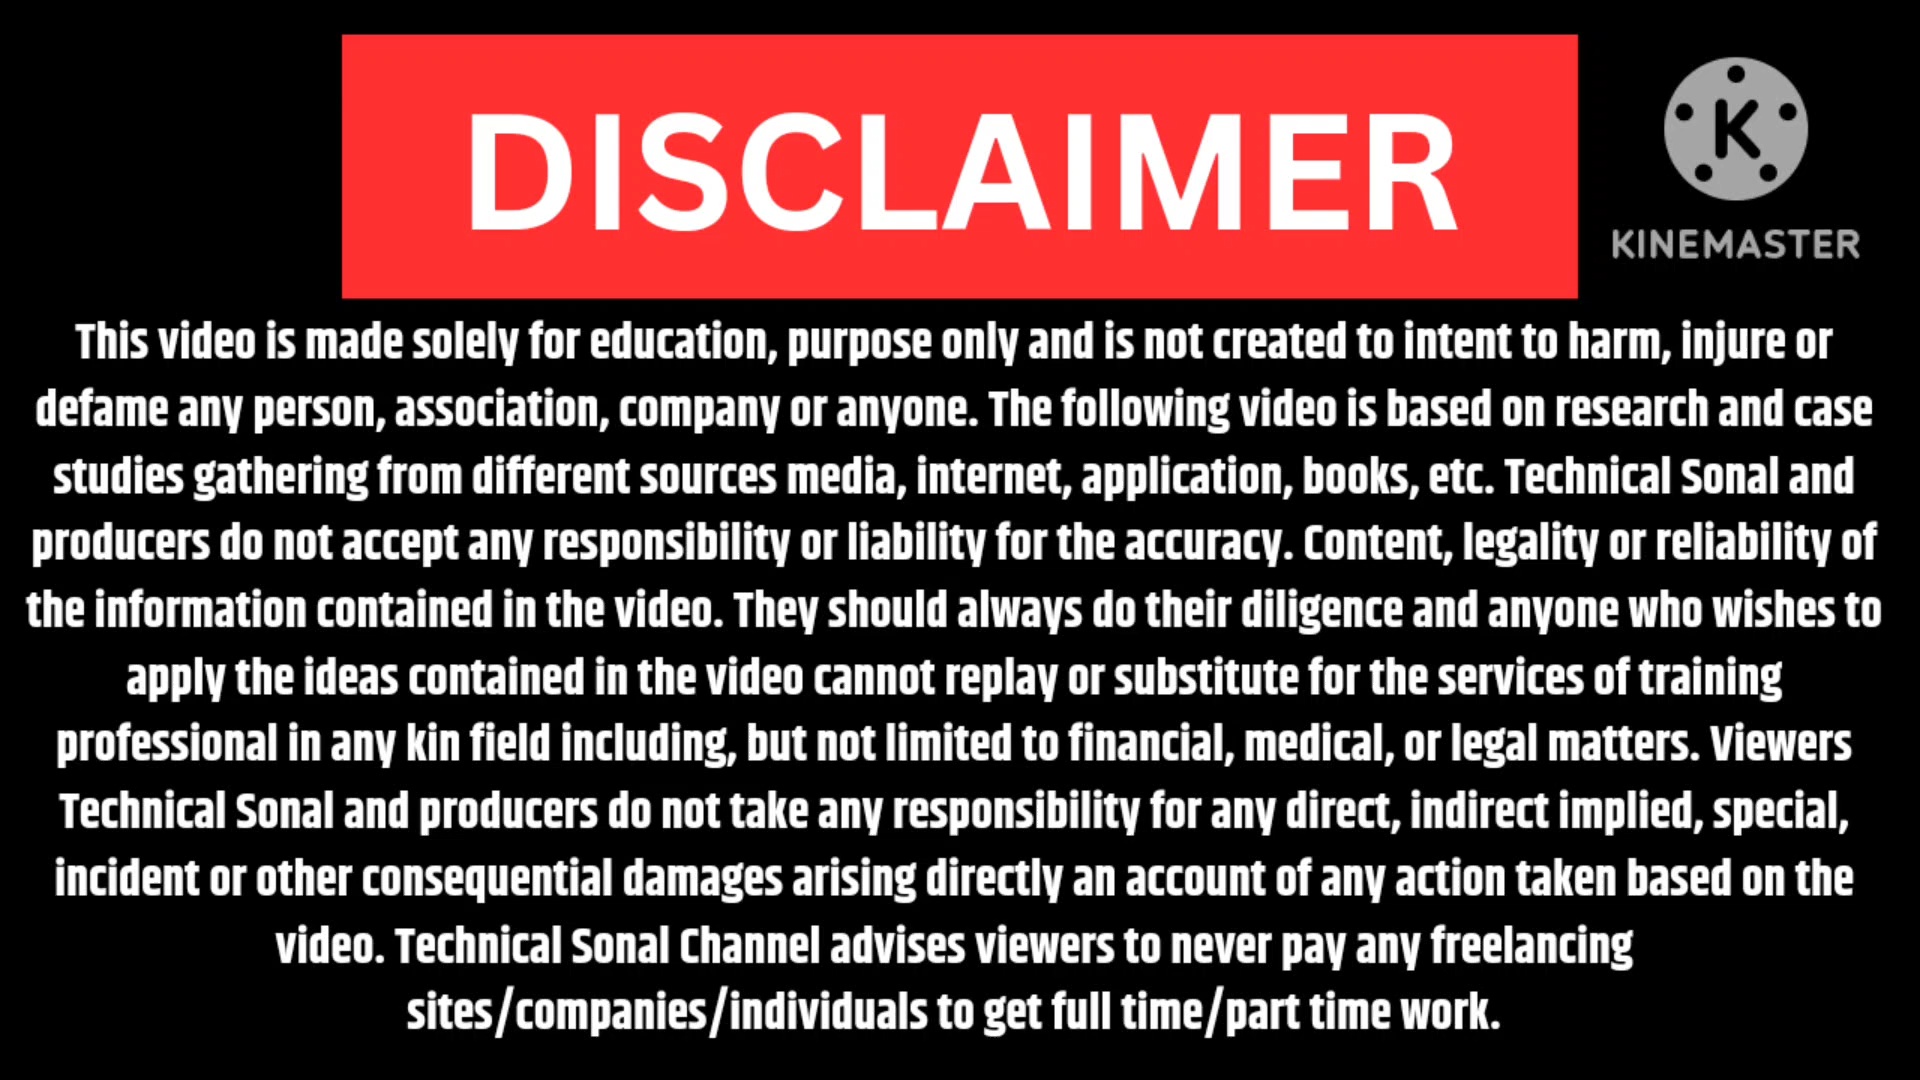 DISCLAIMER
K
KINEMASTER
This video is made solely for education, purpose only and is not created to intent to harm, injure or
defame any person, association, company or anyone. The following video is based on research and case
studies gathering from different sources media, internet, application, books, etc. Technical Sonal and
producers do not accept any responsibility or liability for the accuracy. Content, legality or reliability of
the information contained in the video. They should always do their diligence and anyone who wishes to
apply the ideas contained in the video cannot replay or substitute for the services of training
professional in any kin field including, but not limited to financial, medical, or legal matters. Viewers
Technical Sonal and producers do not take any responsibility for any direct, indirect implied, special,
incident or other consequential damages arising directly an account of any action taken based on the
video. Technical Sonal Channel advises viewers to never pay any freelancing
sites/companies/individuals to get full time/part time work.